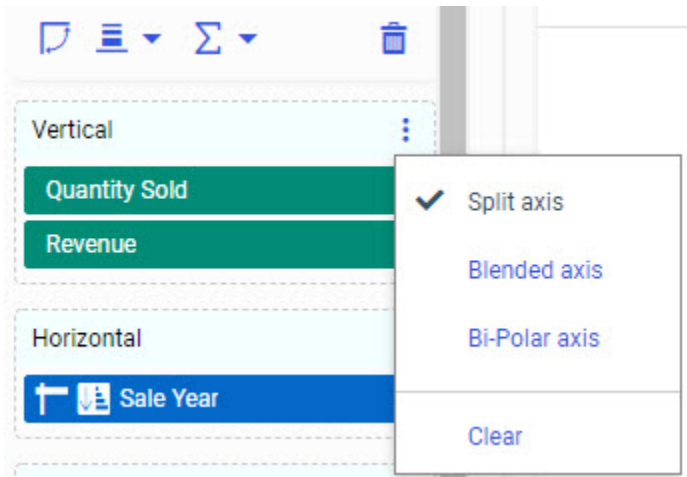 Vertical
Quantity Sold
Revenue
Split axis
Blended axis
Bi-Polar axis
Clear
Horizontal
Sale Year